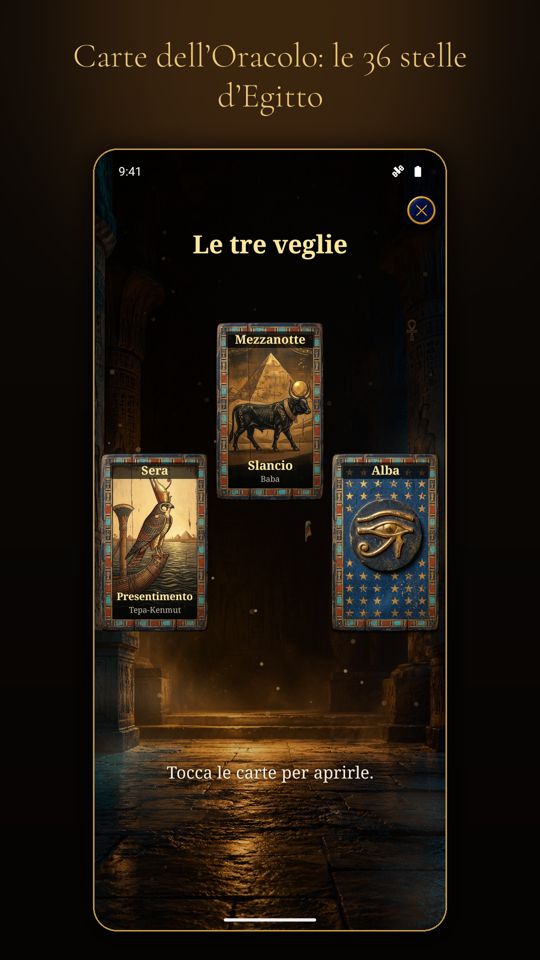 Carte dell’Oracolo: le 36 stelle
d’Egitto
9:41
Le tre veglie
Mezzanotte
Slancio
Baba
Sera
Presentimento
Tepa-Kenmut
Alba
Tocca le carte per aprirle.